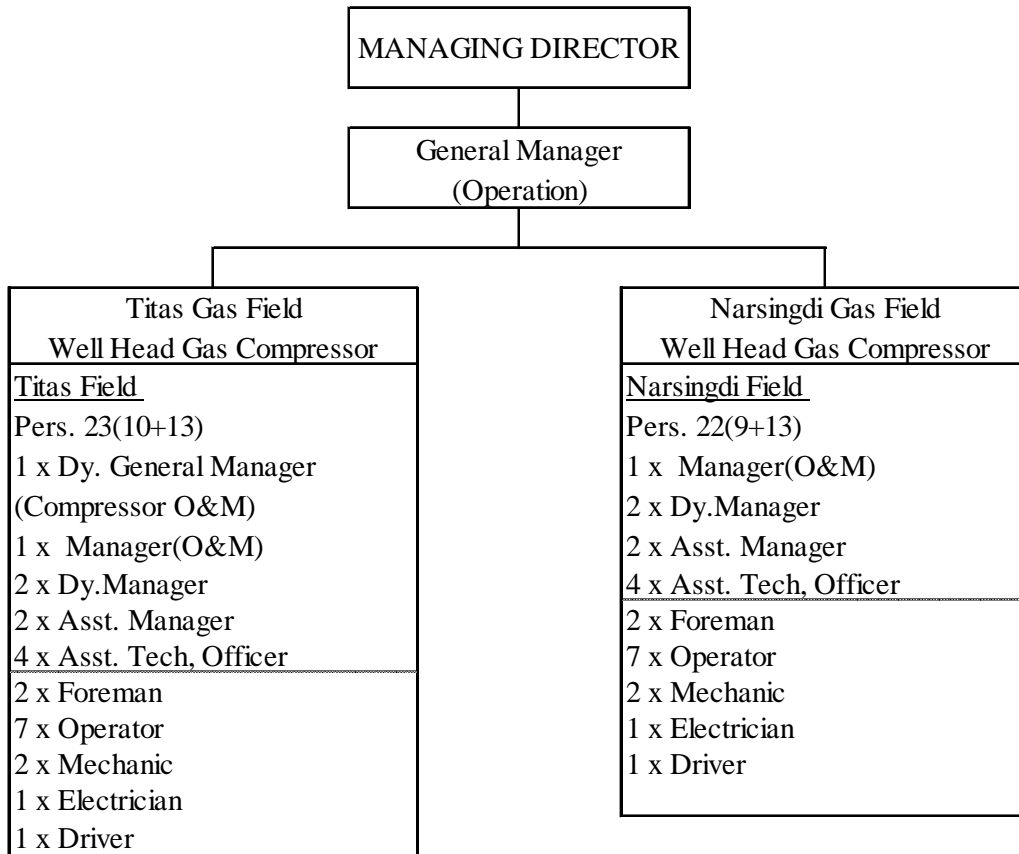 MANAGING DIRECTOR
General Manager
(Operation)
Titas Gas Field
Well Head Gas Compressor
Titas Field
Pers. 23(10+13)
1 x Dy. General Manager
(Compressor O&M)
1 x  Manager(O&M)
2 x Dy.Manager
2 x Asst. Manager
4 x Asst. Tech, Officer
2 x Foreman
7 x Operator
2 x Mechanic
1 x Electrician
1 x Driver
Narsingdi Gas Field
Well Head Gas Compressor
Narsingdi Field
Pers. 22(9+13)
1 x  Manager(O&M)
2 x Dy.Manager
2 x Asst. Manager
4 x Asst. Tech, Officer
2 x Foreman
7 x Operator
2 x Mechanic
1 x Electrician
1 x Driver